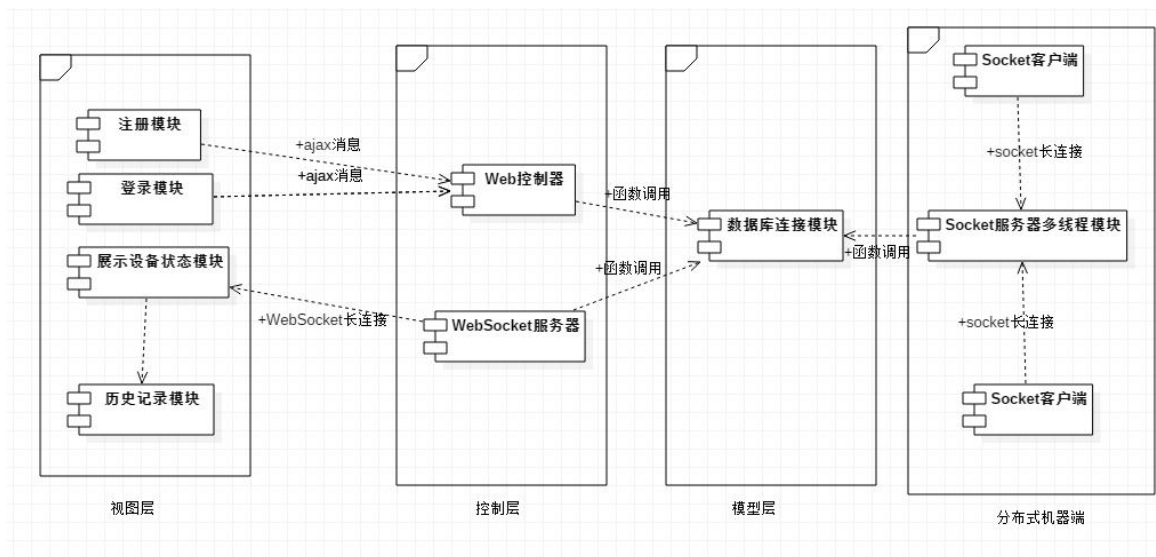 注册模块
登录模块
展示设备状态模块
历史记录模块
视图层
+ajax消息
+ajax消息
+WebSocket长连接
Web控制器
WebSocket服务器
控制层
+函数调用
+函数调用
数据库连接模块
模型层
+函数调用
Socket客户端
+socket长连接
Socket服务器多线程模块
+socket长连接
Socket客户端
分布式机器端